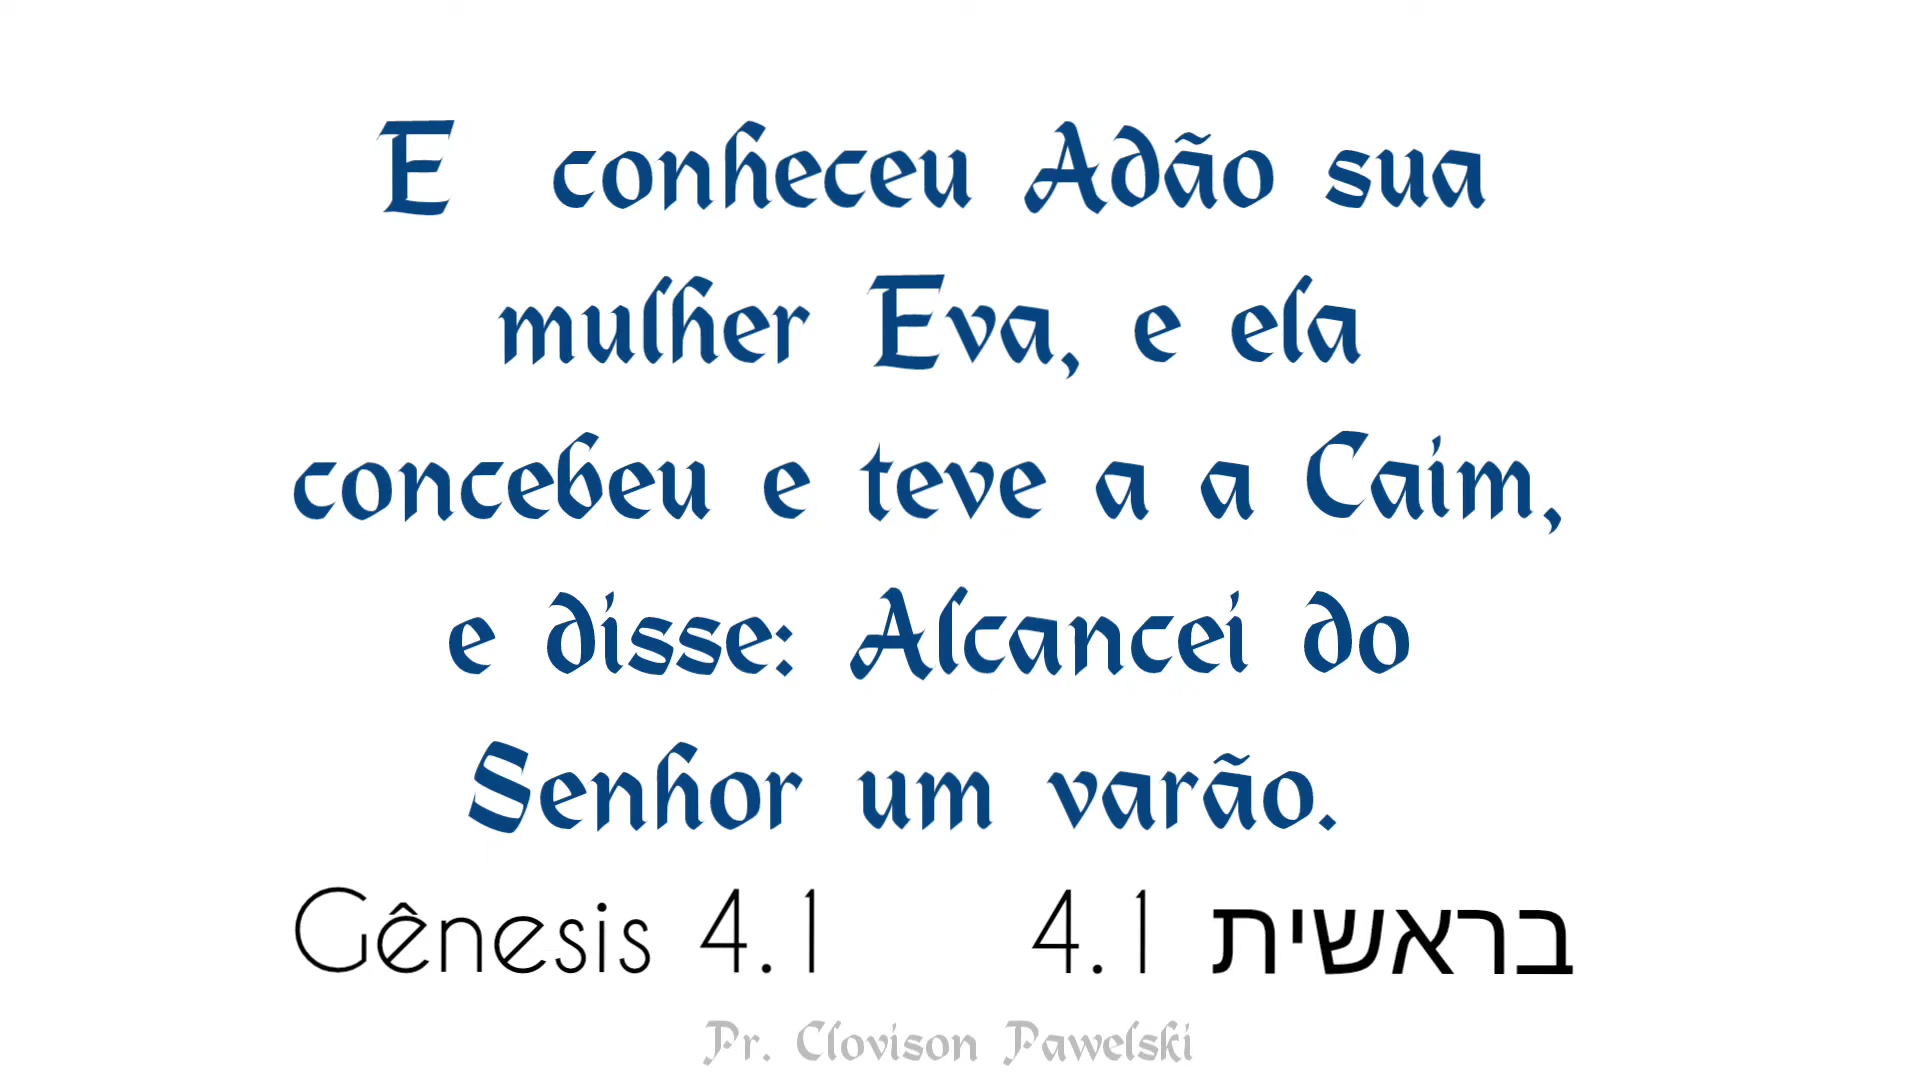 E conheceu Adão sua
mulher Eva, e ela
concebeu e teve a a Caim,
e disse: Alcancei do
Senhor um varão.
Gênesis 4.1 בראשית 4.1
Pr. Clovison Pawelski